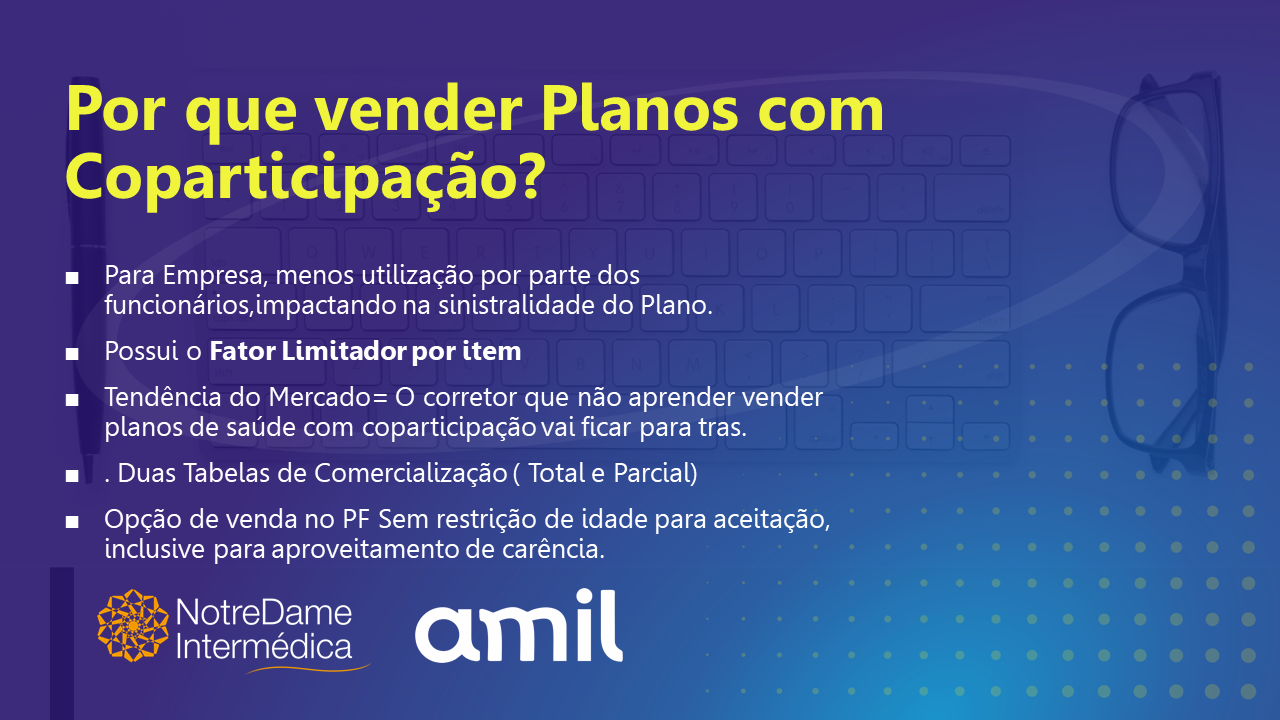 Por que vender Planos com
Coparticipação?
▪ Para Empresa, menos utilização por parte dos
funcionários,impactando na sinistralidade do Plano.
▪ Possui o Fator Limitador por item
▪ Tendência do Mercado= O corretor que não aprender vender
planos de saúde com coparticipação vai ficar para tras.
▪ . Duas Tabelas de Comercialização ( Total e Parcial)
▪ Opção de venda no PF Sem restrição de idade para aceitação,
inclusive para aproveitamento de carência.
NotreDame
Intermédica
amil